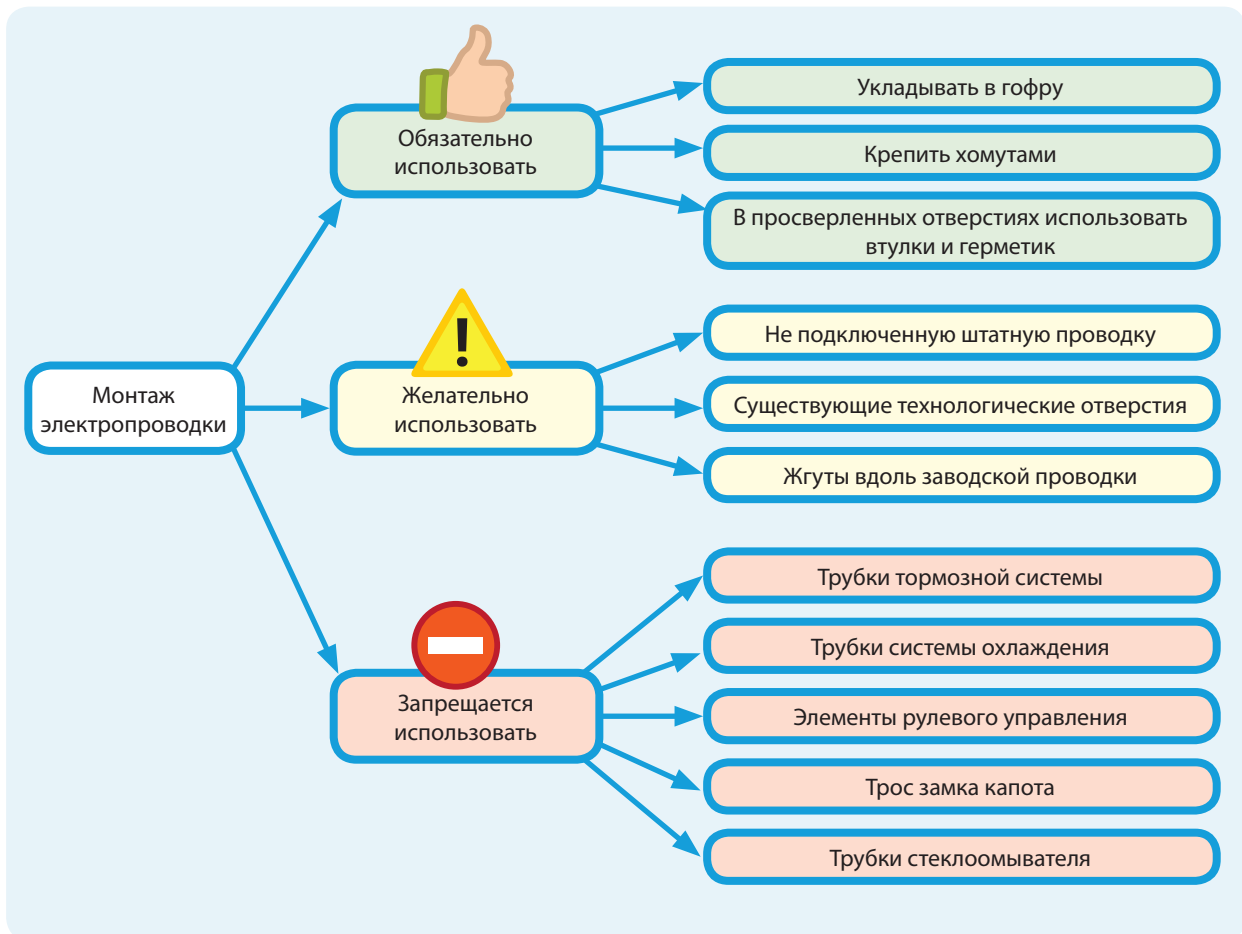 Монтаж
электропроводки
Обязательно
использовать
Укладывать в гофру
Крепить хомутами
В просверленных отверстиях использовать
втулки и герметик
!
Желательно
использовать
Не подключенную штатную проводку
Существующие технологические отверстия
Жгуты вдоль заводской проводки
Запрещается
использовать
Трубки тормозной системы
Трубки системы охлаждения
Элементы рулевого управления
Трос замка капота
Трубки стеклоомывателя